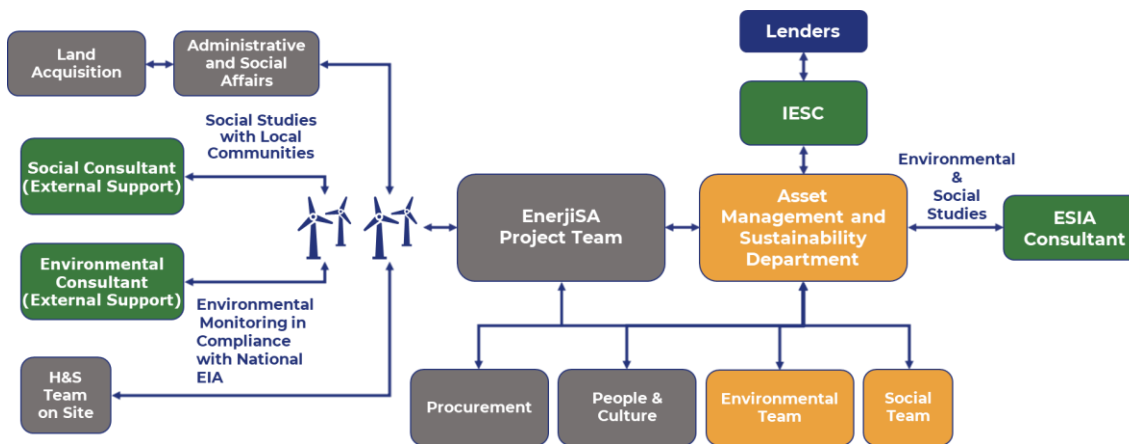 Lenders
Land
Acquisition
Administrative
and Social
Affairs
IESC
Social Studies
with Local
Communities
Social Consultant
(External Support)
Environmental
&
Social
Studies
EnerjiSA
Project Team
Asset
Management and
Sustainability
Department
ESIA
Consultant
Environmental
Consultant
(External Support)
Environmental
Monitoring in
Compliance
with National
EIA
H&S
Team
on Site
Procurement
People &
Culture
Environmental
Team
Social
Team